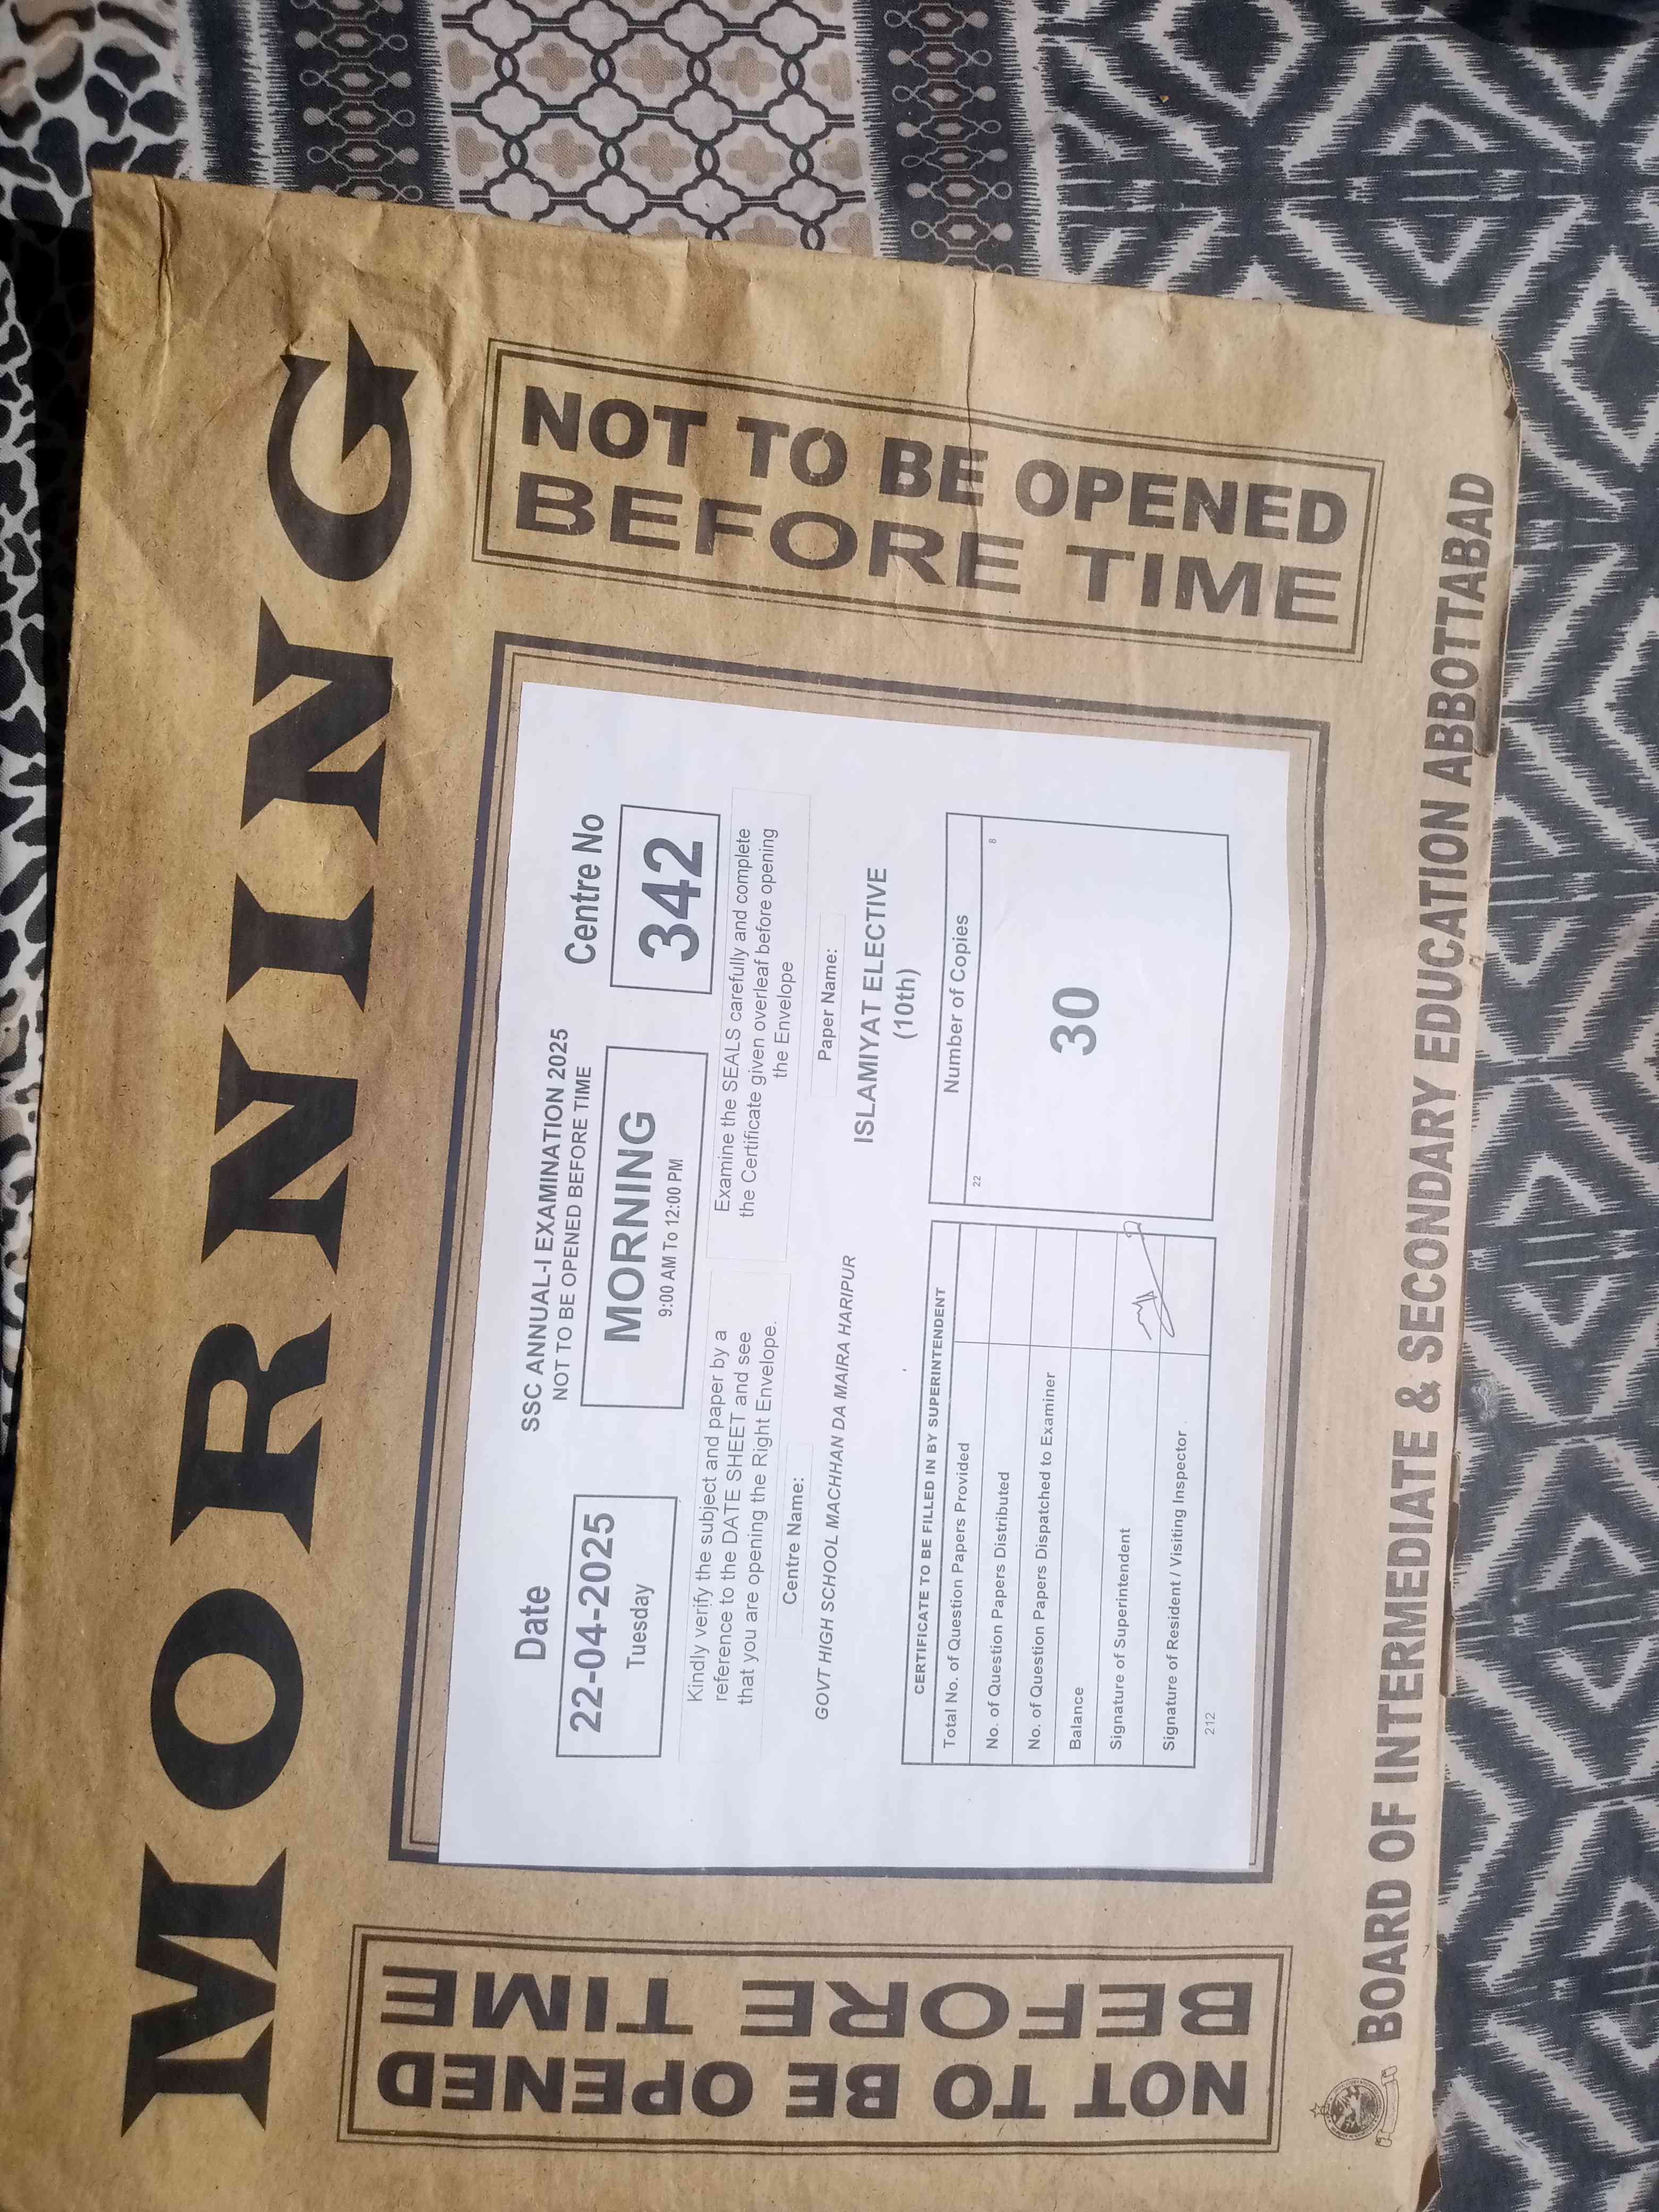 MORNING
NOT TO BE OPENED
BEFORE TIME
Date
22-04-2025
Tuesday
SSC ANNUAL-I EXAMINATION 2025
NOT TO BE OPENED BEFORE TIME
MORNING
9:00 AM To 12:00 PM
Centre No
342
Kindly verify the subject and paper by a
reference to the DATE SHEET and see
that you are opening the Right Envelope.
Examine the SEALS carefully and complete
the Certificate given overleaf before opening
the Envelope
Centre Name:
GOVT HIGH SCHOOL MACHHAN DA MAIRA HARIPUR
Paper Name:
ISLAMIYAT ELECTIVE
(10th)
CERTIFICATE TO BE FILLED IN BY SUPERINTENDENT
Total No. of Question Papers Provided
No. of Question Papers Distributed
No. of Question Papers Dispatched to Examiner
Balance
Signature of Superintendent
Signature of Resident / Visiting Inspector
212
Number of Copies
22
8
30
NOT TO BE OPENED
BEFORE TIME
BOARD OF INTERMEDIATE & SECONDARY EDUCATION ABBOTTABAD